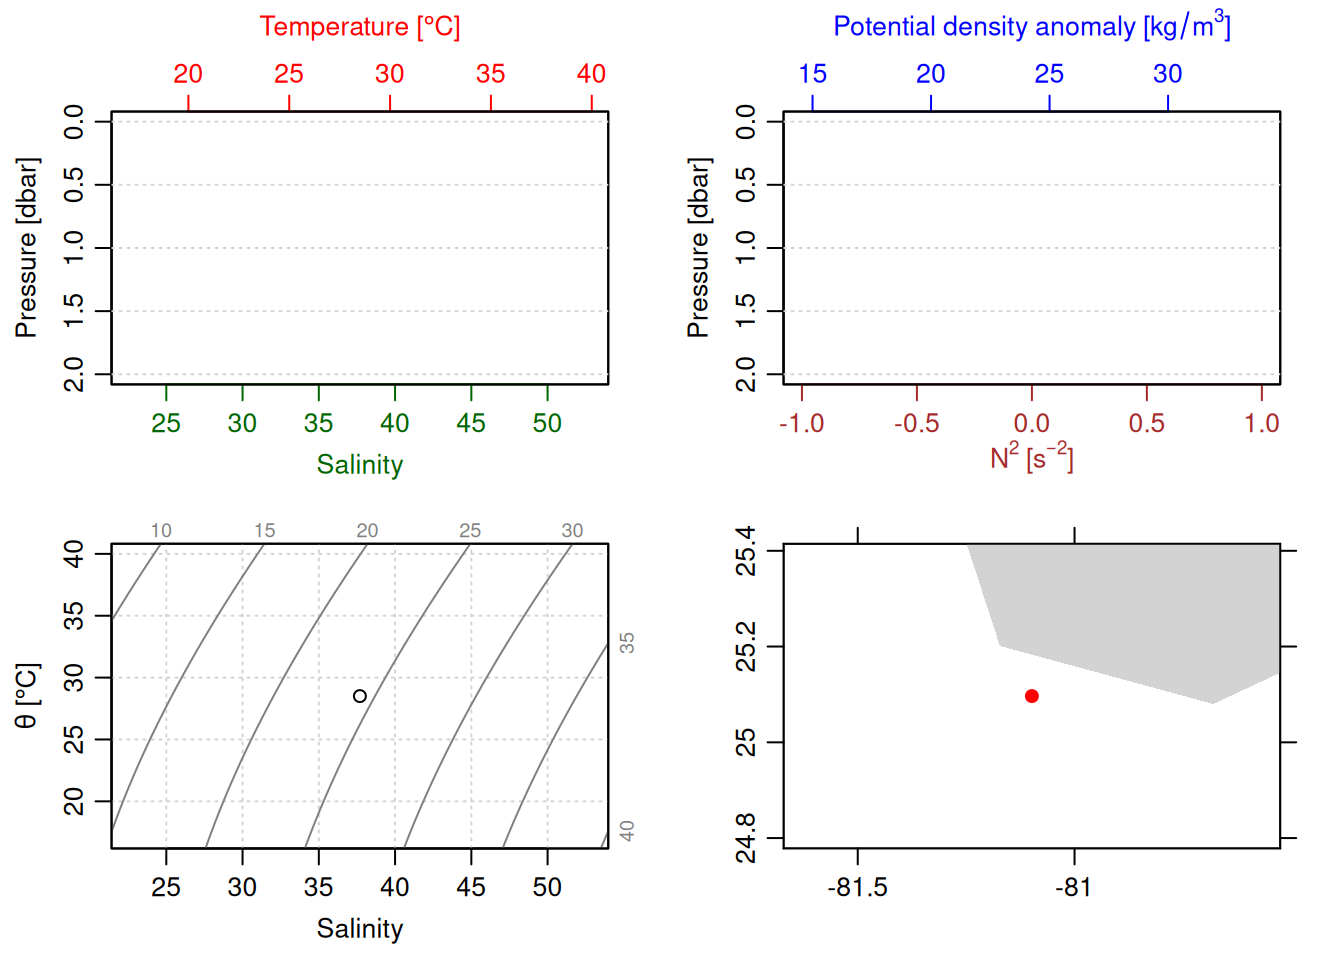 Temperature [°C]
20 25 30 35 40
Pressure [dbar]
0.0
0.5
1.0
1.5
2.0
25 30 35 40 45 50
Salinity
Potential density anomaly [kg/m³]
15 20 25 30
Pressure [dbar]
0.0
0.5
1.0
1.5
2.0
-1.0 -0.5 0.0 0.5 1.0
N² [s⁻²]
10 15 20 25 30
35
40
θ [°C]
40
35
30
25
20
25 30 35 40 45 50
Salinity
25.4
25.2
25
24.8
-81.5 -81